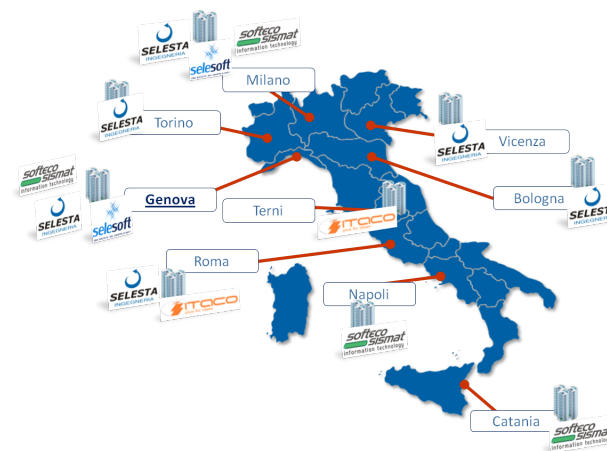 SELESTA
INGEGNERIA
softeco
sismat
information technology
selesoft
Milano
SELESTA
INGEGNERIA
Torino
SELESTA
INGEGNERIA
Vicenza
softeco
sismat
information technology
SELESTA
INGEGNERIA
selesoft
Genova
Terni
ITACO
Bologna
SELESTA
INGEGNERIA
Roma
SELESTA
INGEGNERIA
ITACO
Napoli
softeco
sismat
information technology
Catania
softeco
sismat
information technology